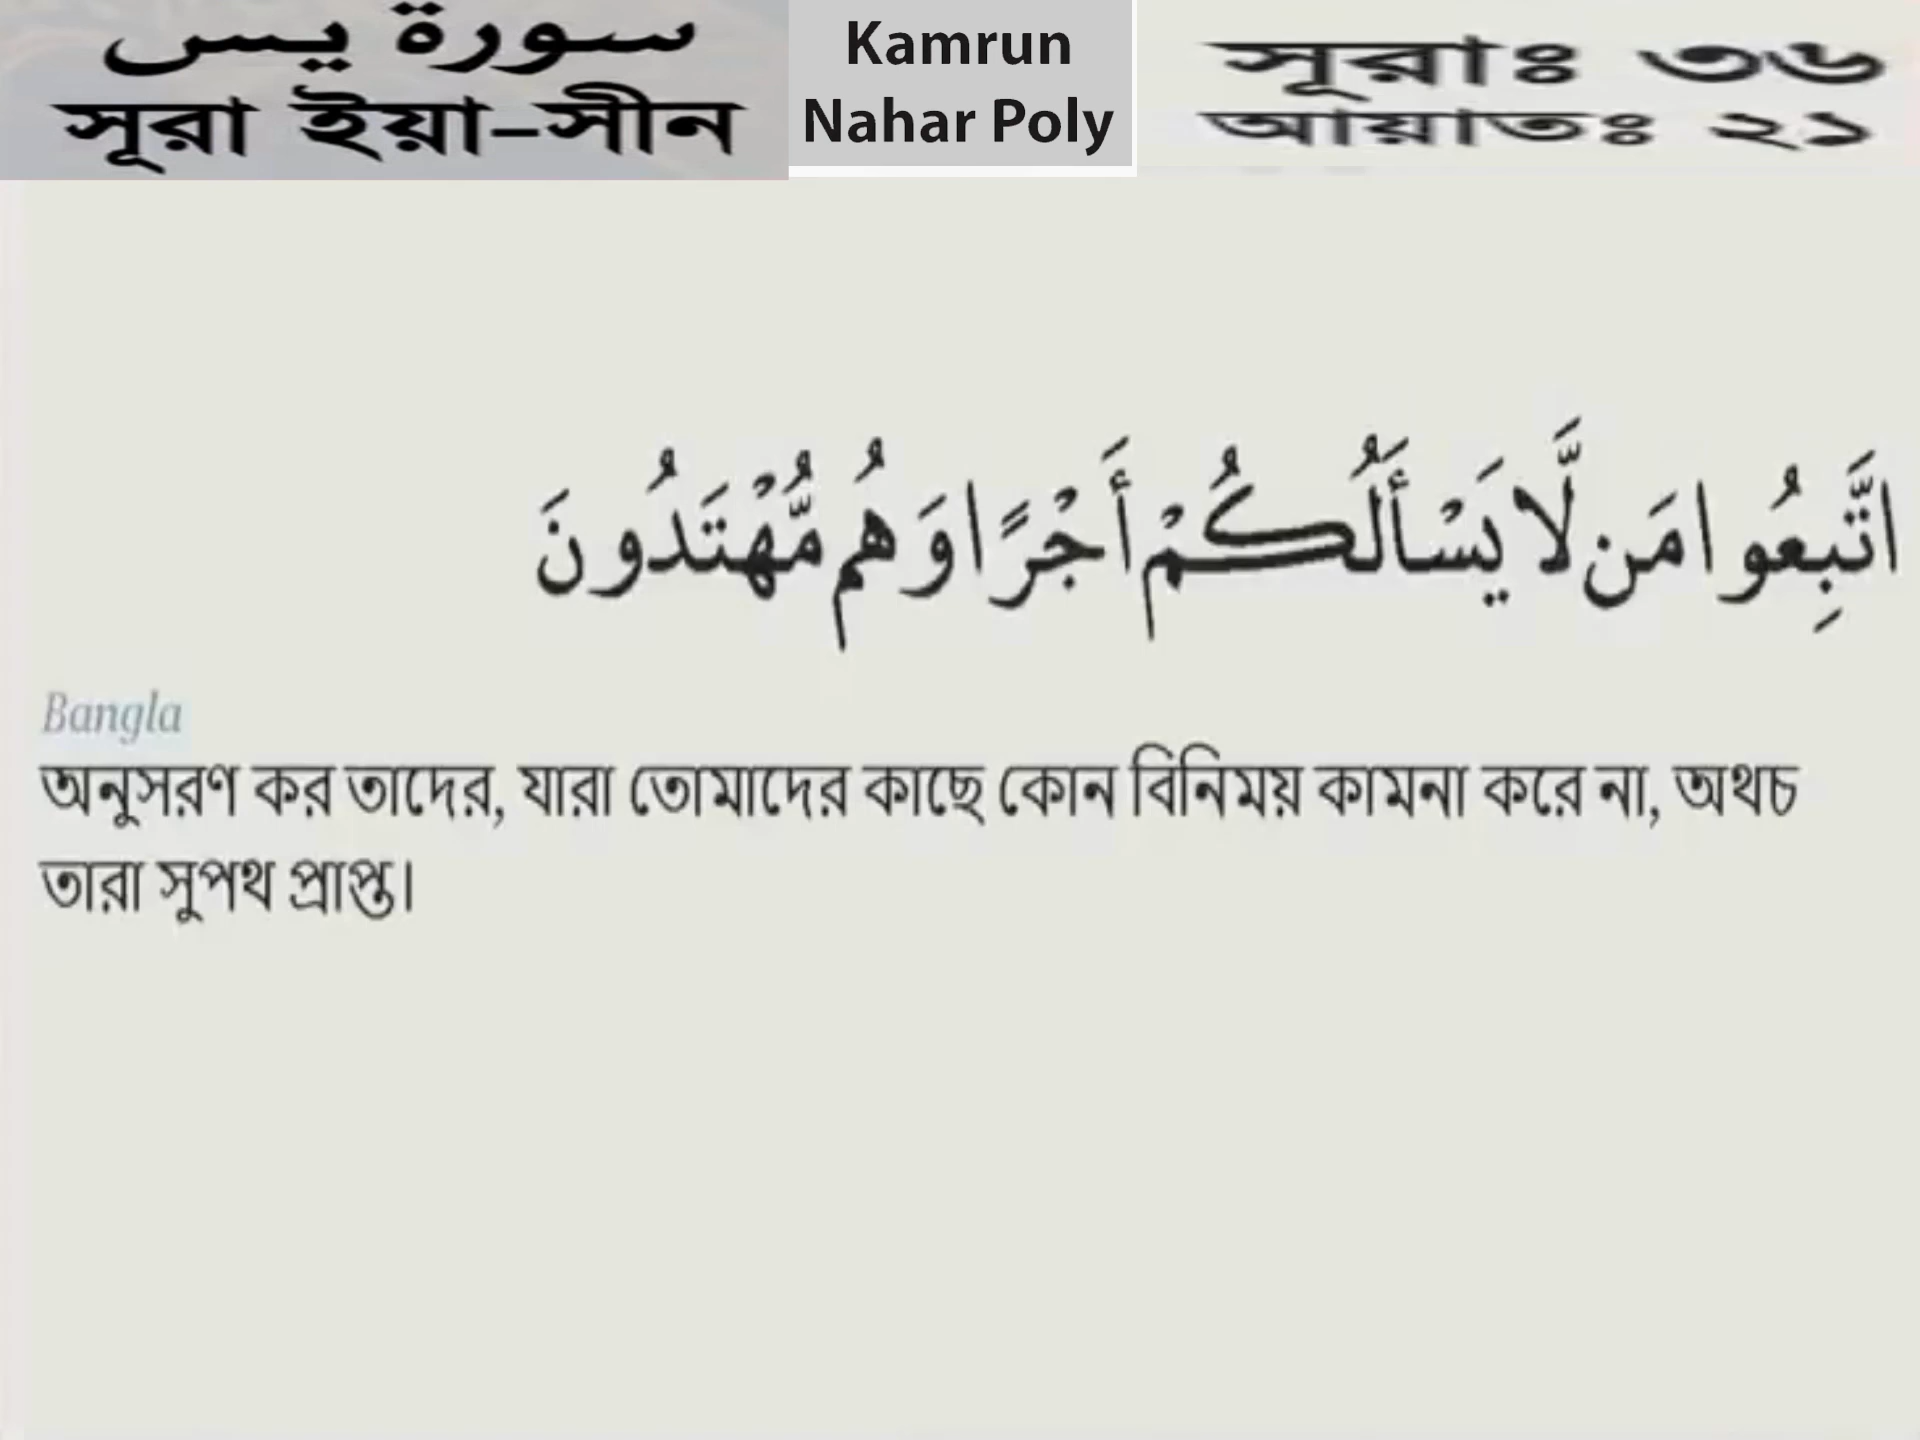 سورة يس
সূরা ইয়া-সীন
Kamrun
Nahar Poly
সূরাঃ ৩৬
আয়াতঃ ২১
اتَّبِعُوا مَن لَّا يَسْأَلُكُمْ أَجْرًا وَهُم مُّهْتَدُونَ
Bangla
অনুসরণ কর তাদের, যারা তোমাদের কাছে কোন বিনিময় কামনা করে না, অথচ
তারা সুপথ প্রাপ্ত।